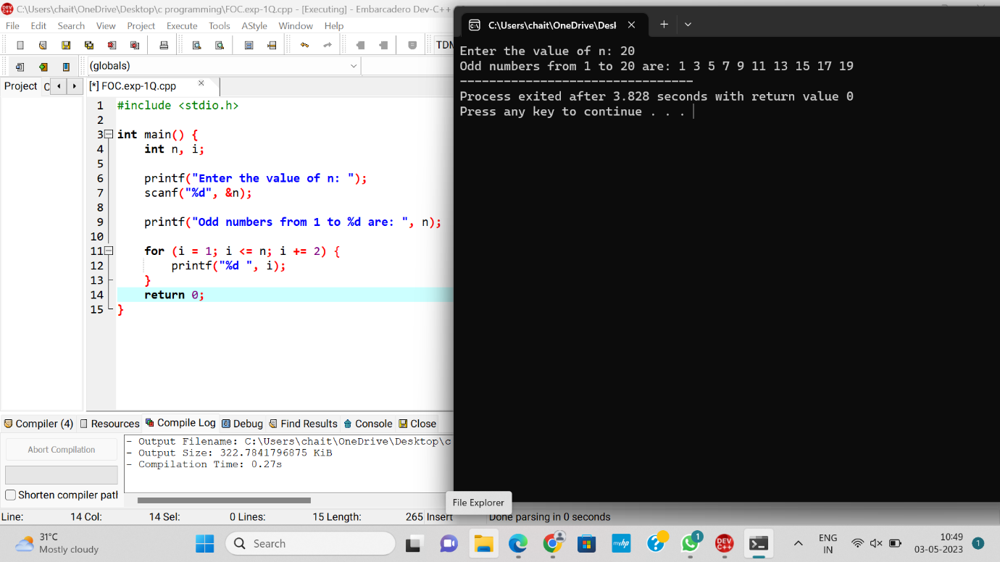 C:\Users\chait\OneDrive\Desktop\c programming\FOC.exp-1Q.cpp - [Executing] - Embarcadero Dev-C++
File Edit Search View Project Execute Tools AStyle Window Help
TDM
(globals)
Project
[*] FOC.exp-1Q.cpp
1 #include <stdio.h>
2
3 int main() {
4 int n, i;
5
6 printf("Enter the value of n: ");
7 scanf("%d", &n);
8
9 printf("Odd numbers from 1 to %d are: ", n);
10
11 for (i = 1; i <= n; i += 2) {
12 printf("%d ", i);
13 }
14 return 0;
15 }
C:\Users\chait\OneDrive\Desl
Enter the value of n: 20
Odd numbers from 1 to 20 are: 1 3 5 7 9 11 13 15 17 19
--------------------------------
Process exited after 3.828 seconds with return value 0
Press any key to continue . . .
Compiler (4) Resources Compile Log Debug Find Results Console Close
Abort Compilation
Shorten compiler path
- Output Filename: C:\Users\chait\OneDrive\Desktop\c
- Output Size: 322.7841796875 KiB
- Compilation Time: 0.27s
File Explorer
Line: 14 Col: 14 Sel: 0 Lines: 15 Length: 265 Insert Done parsing in 0 seconds
31°C
Mostly cloudy
Search
myhp
1
DEV C++
ENG
IN
10:49
03-05-2023
1